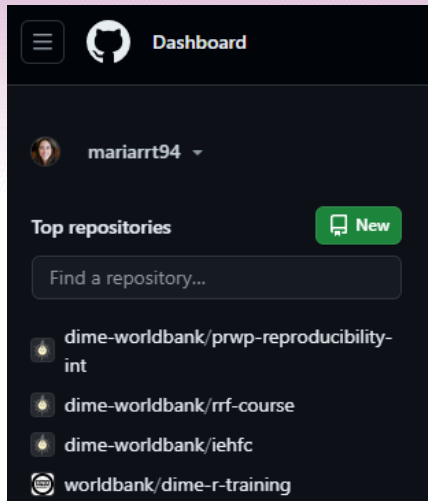 Dashboard
mariarrt94
Top repositories
New
Find a repository...
dime-worldbank/prwp-reproducibility-
int
dime-worldbank/rrf-course
dime-worldbank/iehfc
worldbank/dime-r-training